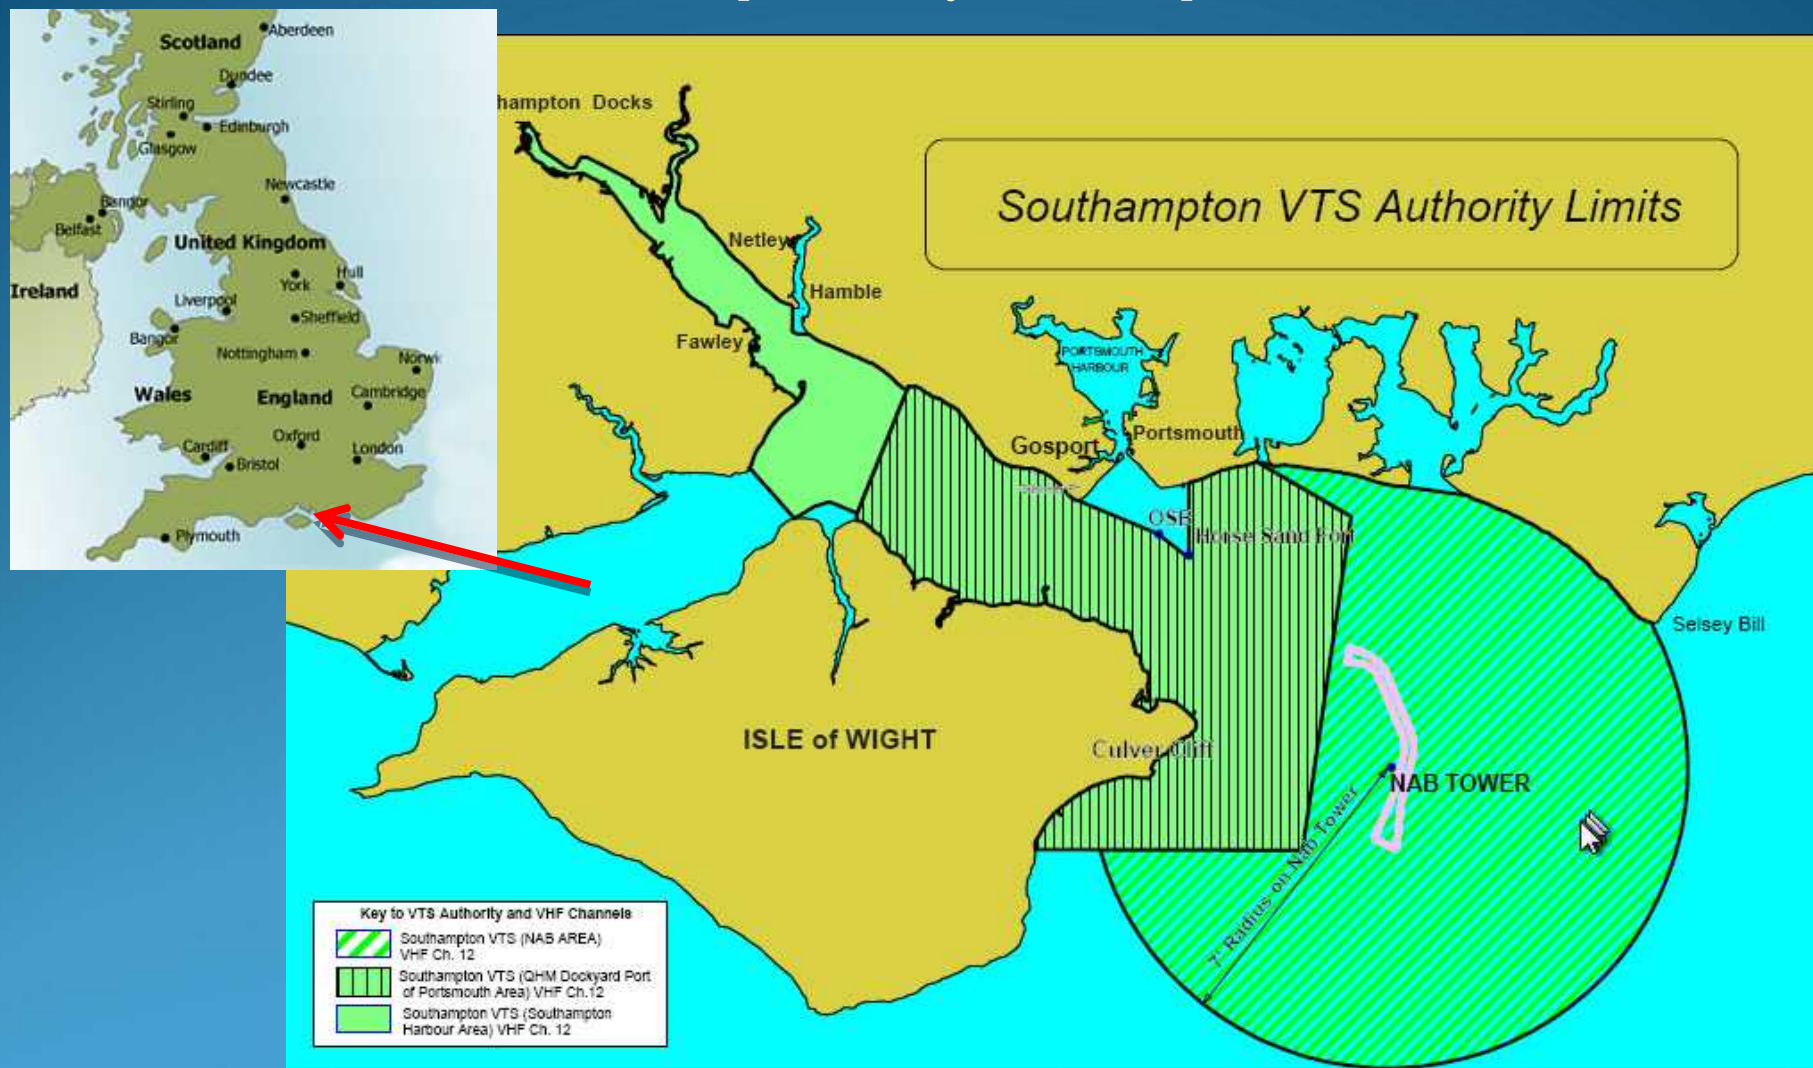 Scotland
Aberdeen
Dundee
Stirling
Edinburgh
Glasgow
Newcastle
Bangor
Belfast
United Kingdom
Hull
York
Ireland
Liverpool
Sheffield
Bangor
Nottingham
Norwi
Wales
England
Cambridge
Oxford
Cardiff
London
Bristol
Plymouth
hampton Docks
Southampton VTS Authority Limits
Netley
Hamble
Fawley
PORTSMOUTH
HARBOUR
Gosport
Portsmouth
OSB
Horse Sand Fort
Selsey Bill
ISLE of WIGHT
Culver Cliff
NAB TOWER
7' Radius on Nab Tower
Key to VTS Authority and VHF Channels
Southampton VTS (NAB AREA)
VHF Ch. 12
Southampton VTS (QHM Dockyard Port
of Portsmouth Area) VHF Ch.12
Southampton VTS (Southampton
Harbour Area) VHF Ch. 12